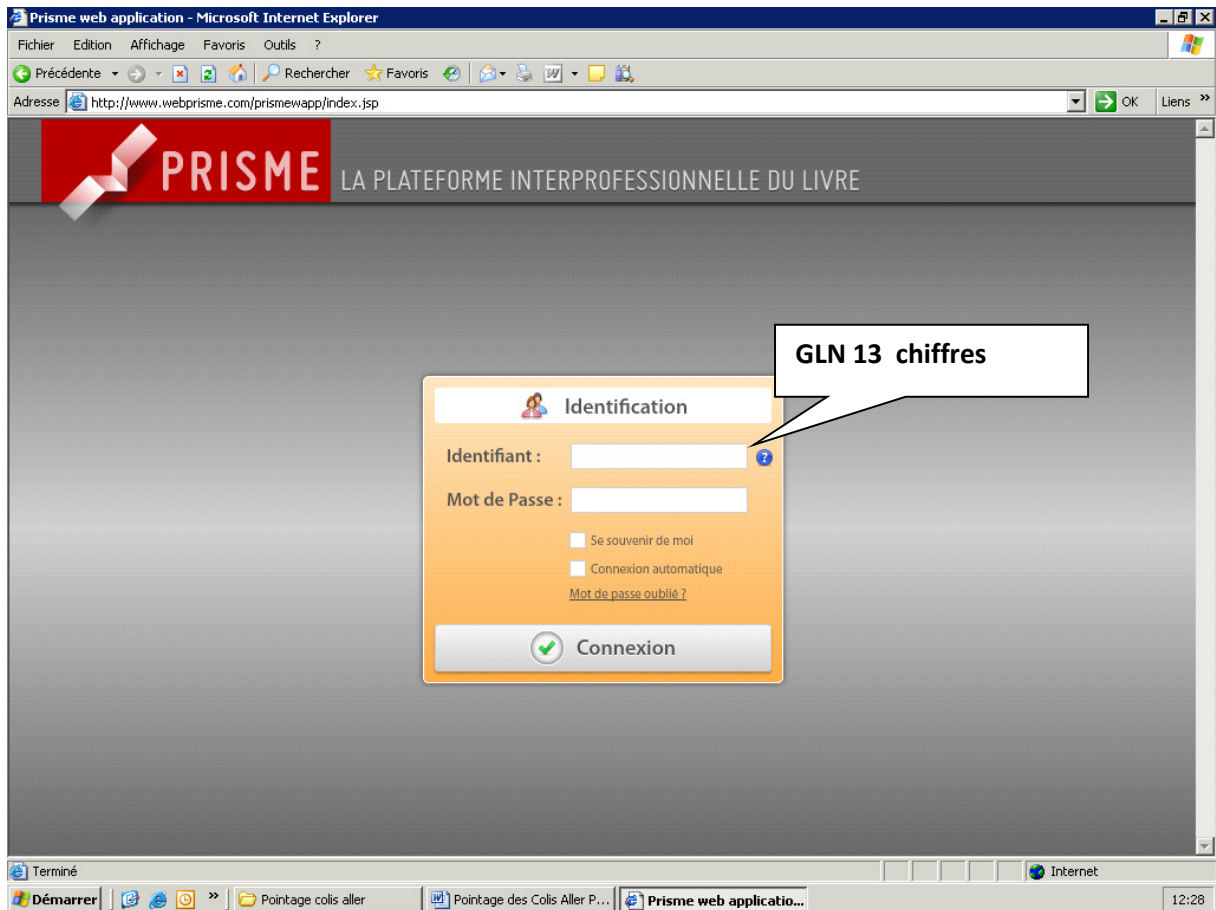 Prisme web application - Microsoft Internet Explorer
Fichier Edition Affichage Favoris Outils ?
Précédente Rechercher Favoris
Adresse http://www.webprisme.com/prismewapp/index.jsp OK Liens »
PRISME LA PLATEFORME INTERPROFESSIONNELLE DU LIVRE
GLN 13 chiffres
Identification
Identifiant : ?
Mot de Passe :
Se souvenir de moi
Connexion automatique
Mot de passe oublié ?
Connexion
Terminé Internet
Démarrer » Pointage colis aller Pointage des Colis Aller P... Prisme web applicatio... 12:28